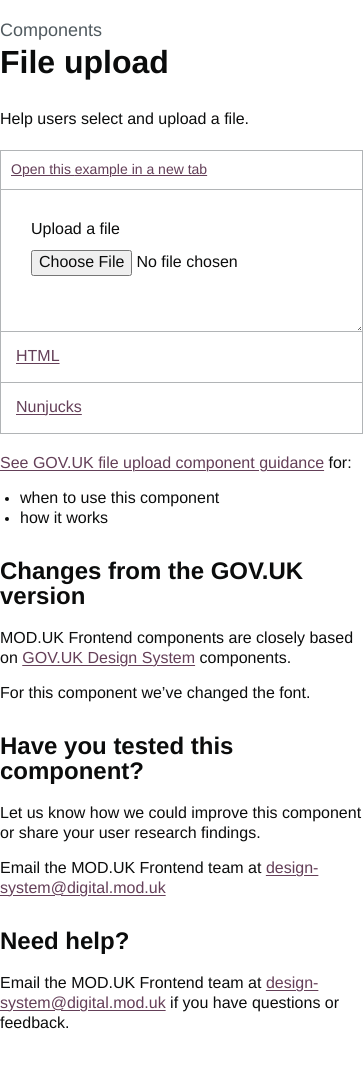 Components
File upload
Help users select and upload a file.
Open this example in a new tab
Upload a file
Choose File No file chosen
HTML
Nunjucks
See GOV.UK file upload component guidance for:
• when to use this component
• how it works
Changes from the GOV.UK
version
MOD.UK Frontend components are closely based
on GOV.UK Design System components.
For this component we’ve changed the font.
Have you tested this
component?
Let us know how we could improve this component
or share your user research findings.
Email the MOD.UK Frontend team at design-
system@digital.mod.uk
Need help?
Email the MOD.UK Frontend team at design-
system@digital.mod.uk if you have questions or
feedback.